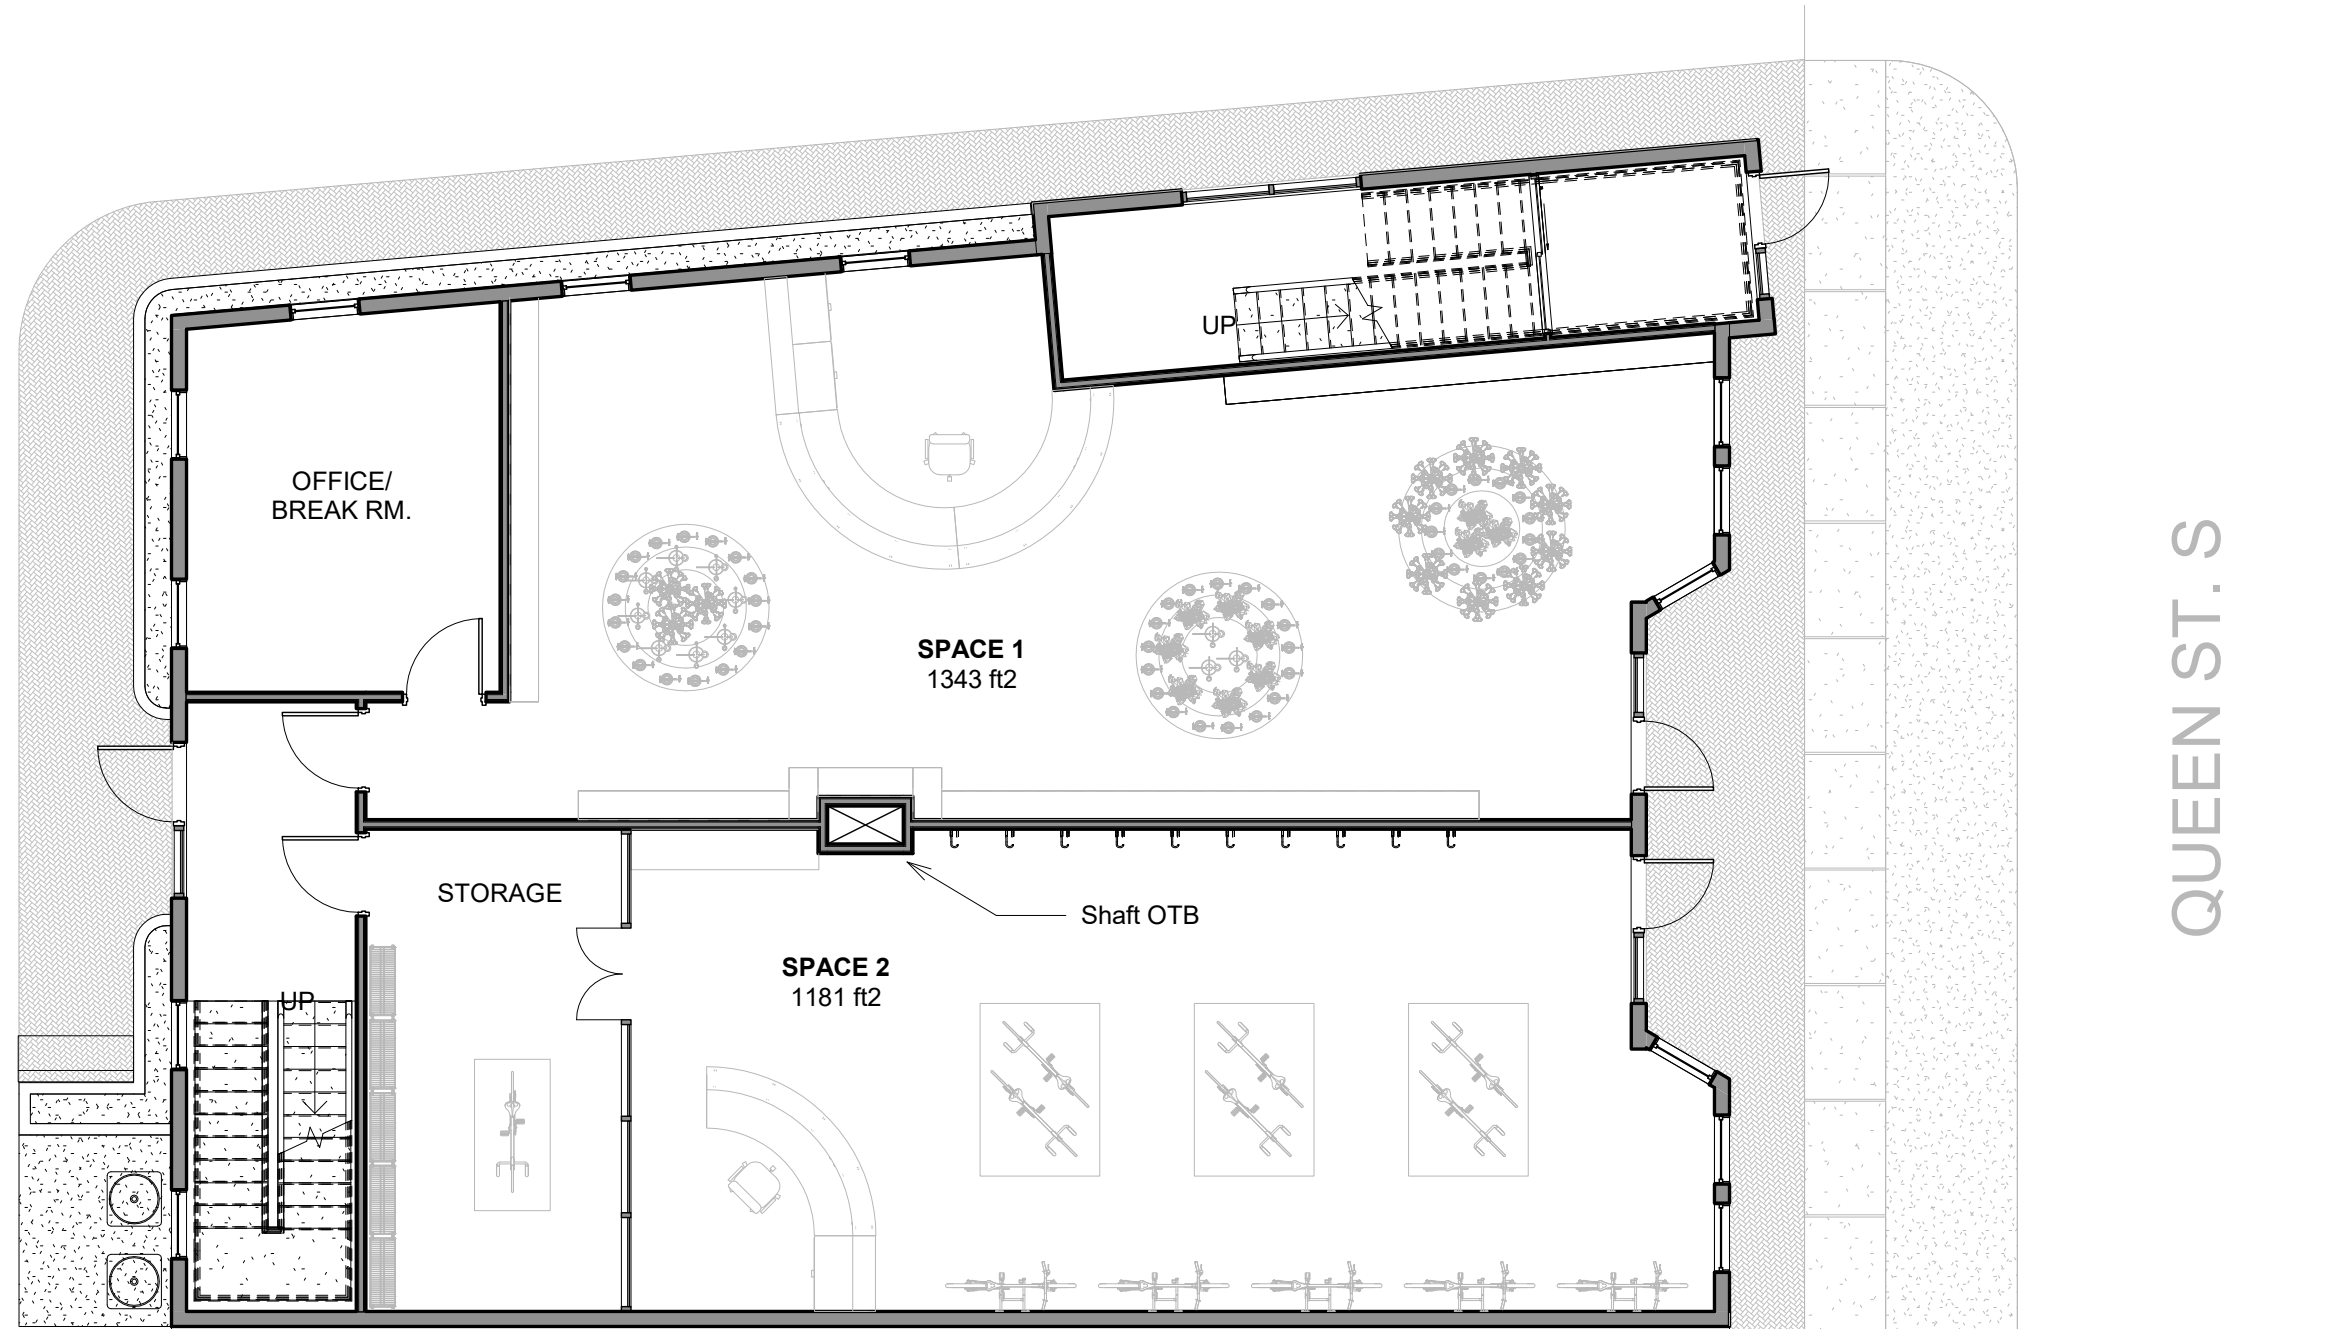 UP
OFFICE/
BREAK RM.
SPACE 1
1343 ft2
QUEEN ST. S
STORAGE
Shaft OTB
SPACE 2
1181 ft2
UP